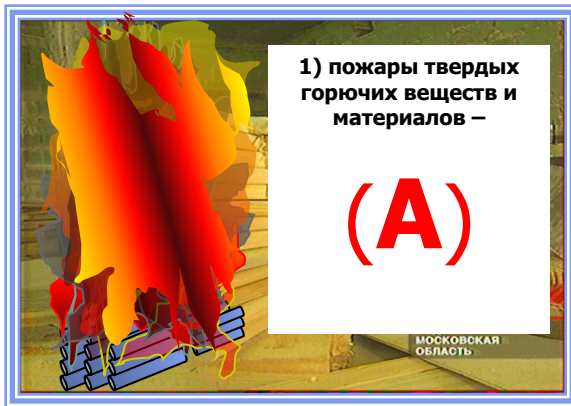 1) пожары твердых
горючих веществ и
материалов –
(А)
МОСКОВСКАЯ
ОБЛАСТЬ